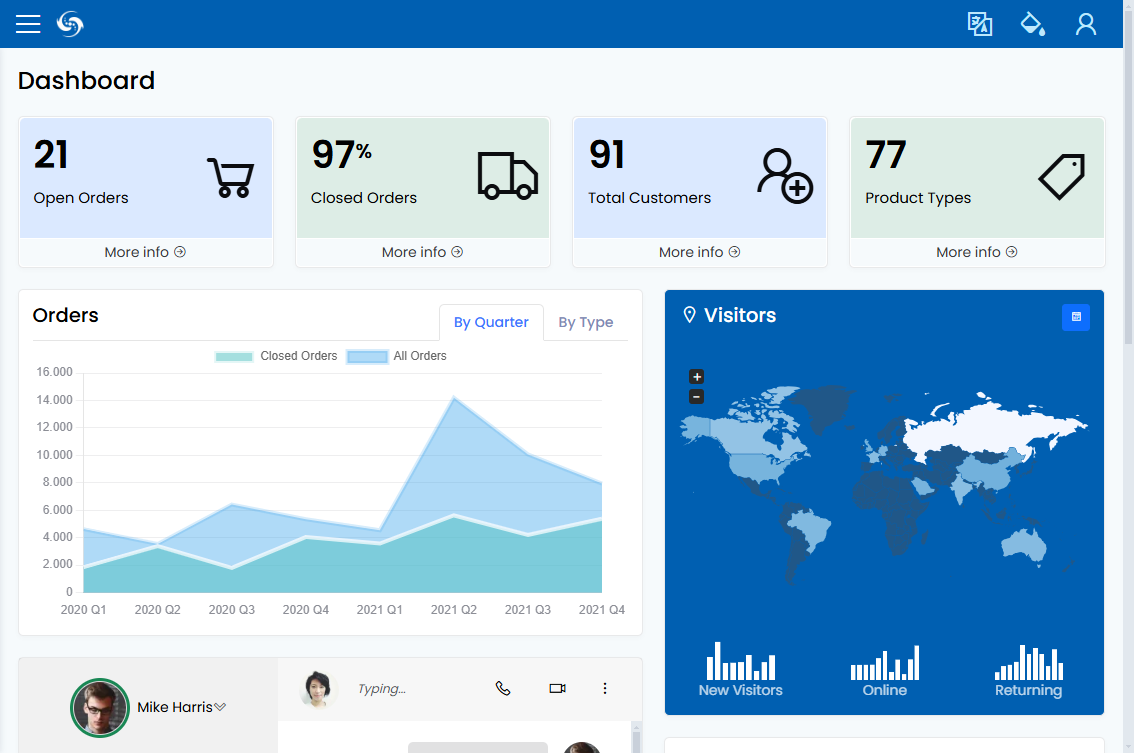 Dashboard
21
Open Orders
More info
97%
Closed Orders
More info
91
Total Customers
More info
77
Product Types
More info
Orders
By Quarter
By Type
Closed Orders
All Orders
16.000
14.000
12.000
10.000
8.000
6.000
4.000
2.000
0
2020 Q1 2020 Q2 2020 Q3 2020 Q4 2021 Q1 2021 Q2 2021 Q3 2021 Q4
Visitors
+
−
New Visitors
Online
Returning
Mike Harris
Typing...